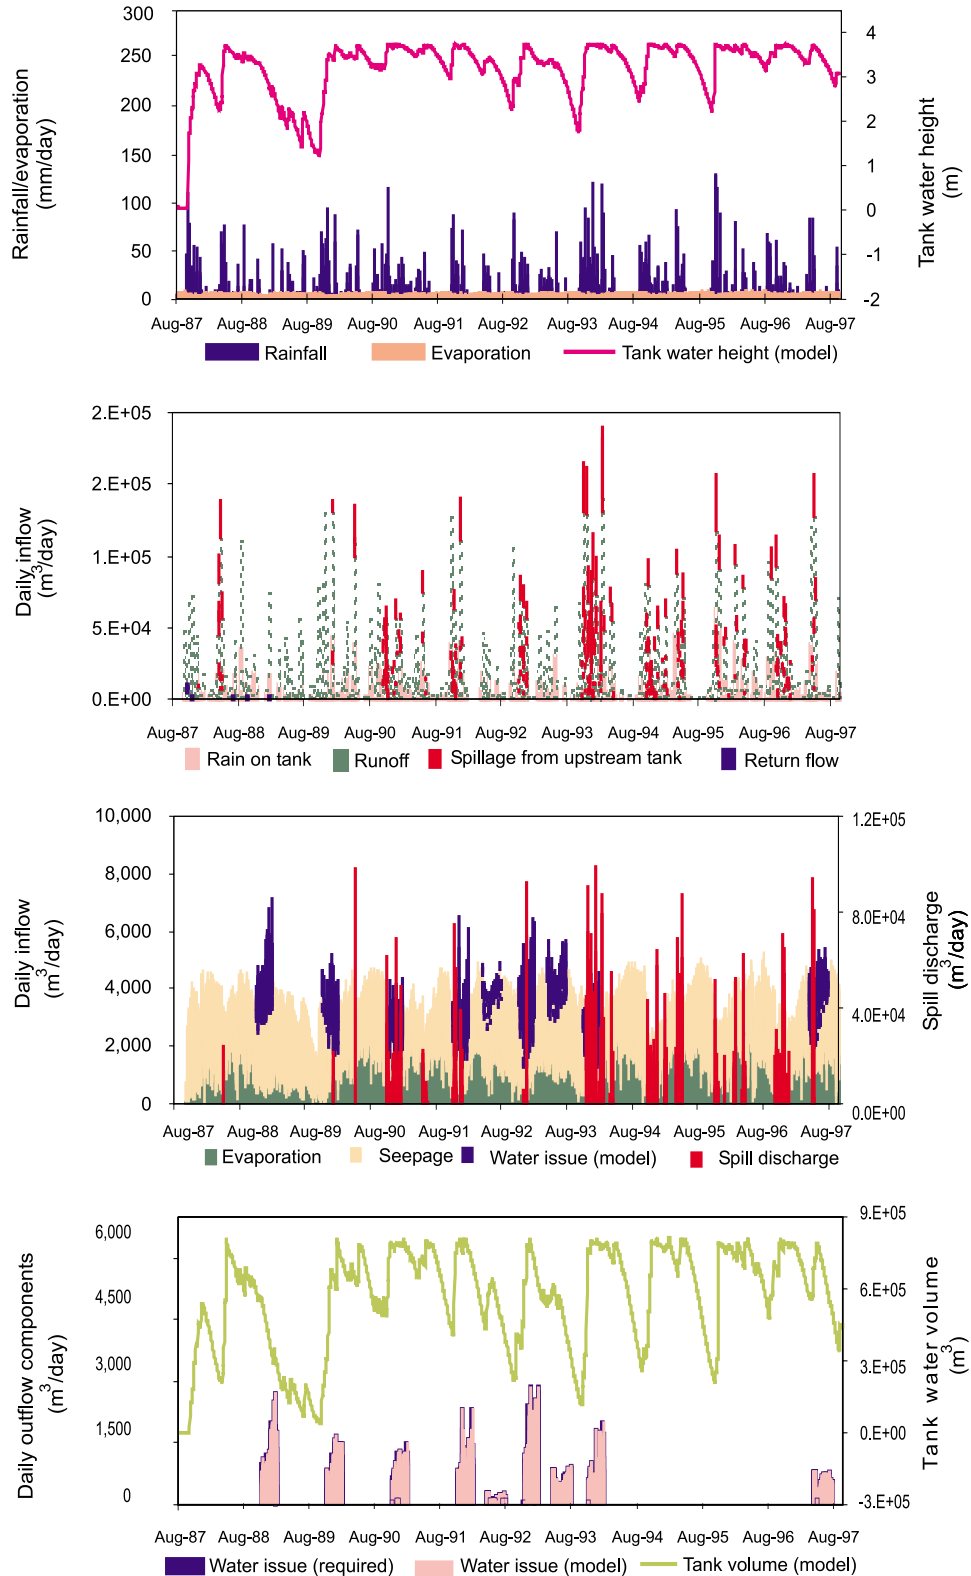 Rainfall/evaporation
(mm/day)
300
250
200
150
100
50
0
4
3
2
1
0
-1
-2
Tank water height
(m)
Aug-87 Aug-88 Aug-89 Aug-90 Aug-91 Aug-92 Aug-93 Aug-94 Aug-95 Aug-96 Aug-97
Rainfall Evaporation Tank water height (model)
Daily inflow
(m³/day)
2.E+05
2.E+05
1.E+05
5.E+04
0.E+00
Aug-87 Aug-88 Aug-89 Aug-90 Aug-91 Aug-92 Aug-93 Aug-94 Aug-95 Aug-96 Aug-97
Rain on tank Runoff Spillage from upstream tank Return flow
Daily inflow
(m³/day)
10,000
8,000
6,000
4,000
2,000
0
1.2E+05
8.0E+04
4.0E+04
0.0E+00
Spill discharge
(m³/day)
Aug-87 Aug-88 Aug-89 Aug-90 Aug-91 Aug-92 Aug-93 Aug-94 Aug-95 Aug-96 Aug-97
Evaporation Seepage Water issue (model) Spill discharge
Daily outflow components
(m³/day)
6,000
4,500
3,000
1,500
0
9.E+05
6.E+05
3.E+05
0.E+00
-3.E+05
Tank water volume
(m³)
Aug-87 Aug-88 Aug-89 Aug-90 Aug-91 Aug-92 Aug-93 Aug-94 Aug-95 Aug-96 Aug-97
Water issue (required) Water issue (model) Tank volume (model)